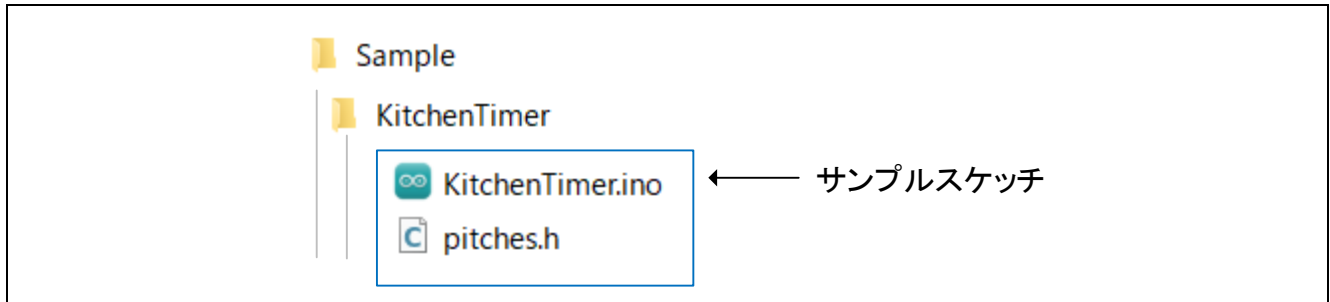 Sample
KitchenTimer
KitchenTimer.ino
サンプルスケッチ
pitches.h